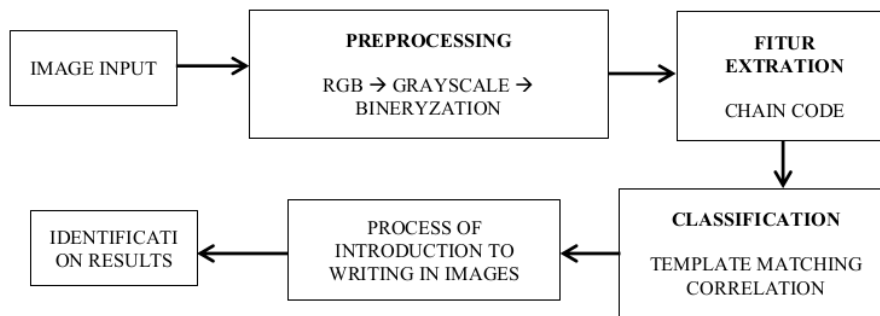 IMAGE INPUT
PREPROCESSING
RGB → GRAYSCALE →
BINERYZATION
FITUR
EXTRATION
CHAIN CODE
CLASSIFICATION
TEMPLATE MATCHING
CORRELATION
PROCESS OF
INTRODUCTION TO
WRITING IN IMAGES
IDENTIFICATI
ON RESULTS